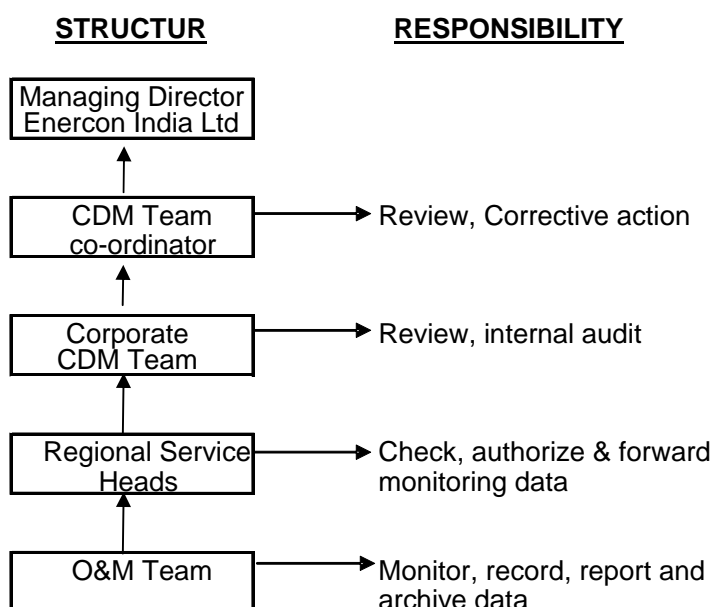 STRUCTUR RESPONSIBILITY
Managing Director
Enercon India Ltd
CDM Team
co-ordinator
Review, Corrective action
Corporate
CDM Team
Review, internal audit
Regional Service
Heads
Check, authorize & forward
monitoring data
O&M Team
Monitor, record, report and
archive data